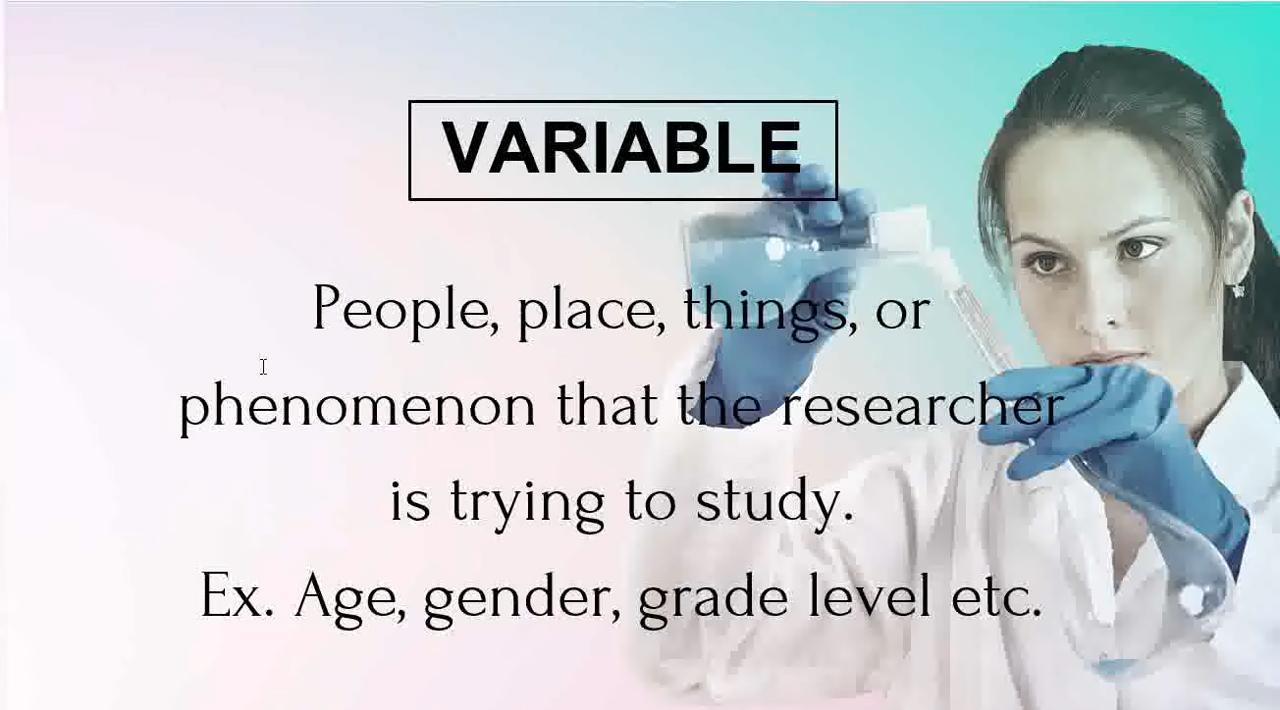 VARIABLE
People, place, things, or
phenomenon that the researcher
is trying to study.
Ex. Age, gender, grade level etc.